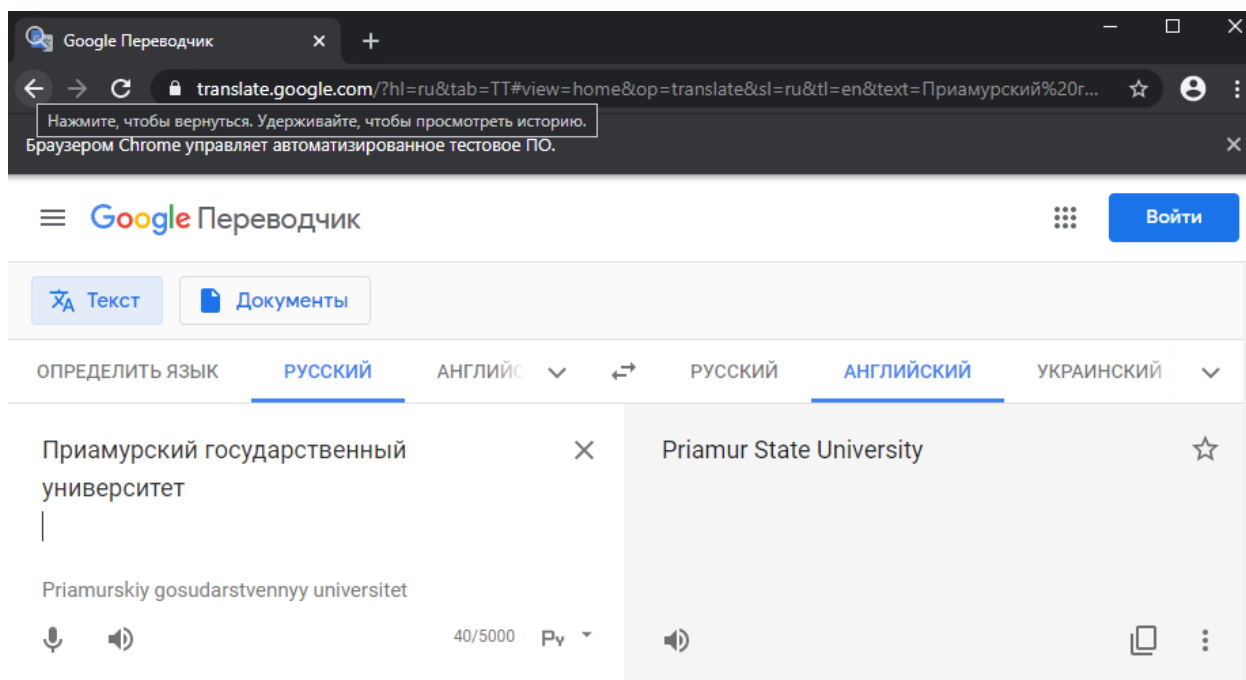 Google Переводчик
translate.google.com/?hl=ru&tab=TT#view=home&op=translate&sl=ru&tl=en&text=Приамурский%20г...
Нажмите, чтобы вернуться. Удерживайте, чтобы просмотреть историю.
Браузером Chrome управляет автоматизированное тестовое ПО.
Google Переводчик
Войти
Текст Документы
ОПРЕДЕЛИТЬ ЯЗЫК РУССКИЙ АНГЛИЙС РУССКИЙ АНГЛИЙСКИЙ УКРАИНСКИЙ
Приамурский государственный
университет
Priamurskiy gosudarstvennyy universitet
40/5000 Ру
Priamur State University